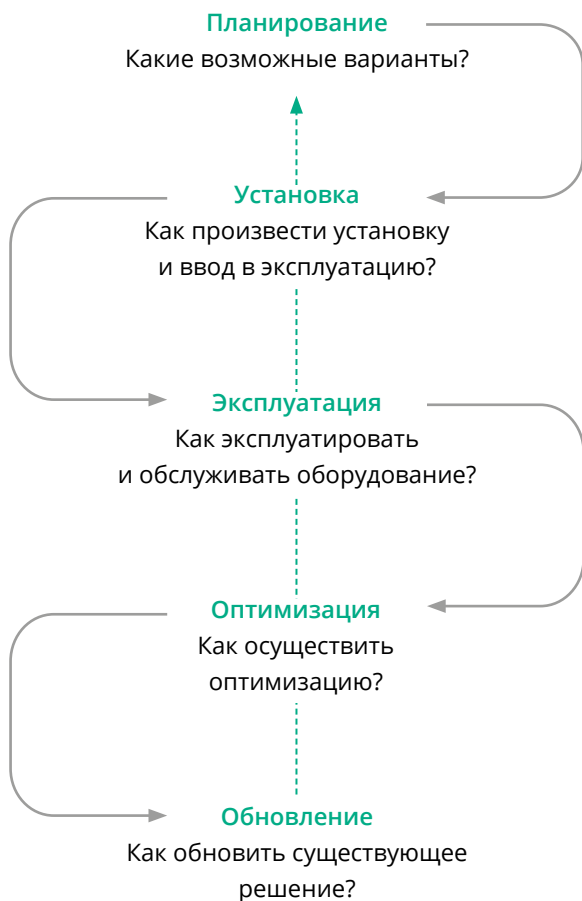 Планирование
Какие возможные варианты?
Установка
Как произвести установку
и ввод в эксплуатацию?
Эксплуатация
Как эксплуатировать
и обслуживать оборудование?
Оптимизация
Как осуществить
оптимизацию?
Обновление
Как обновить существующее
решение?